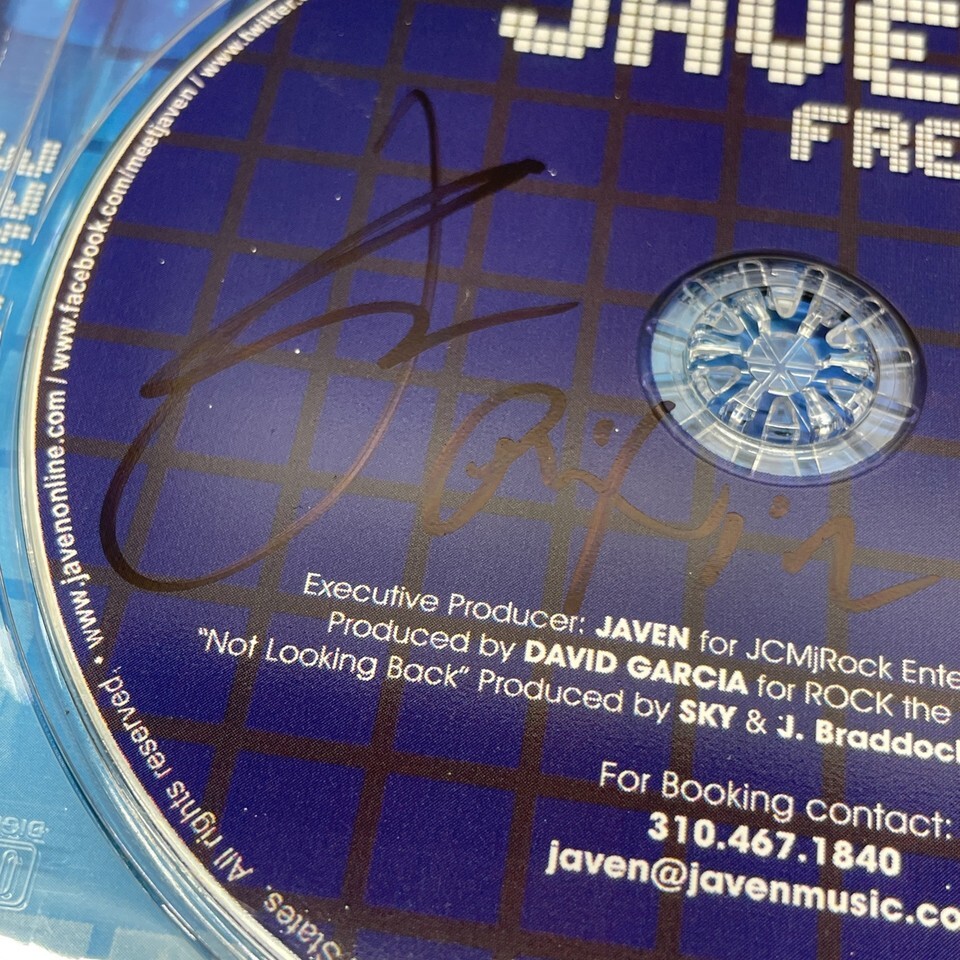 JAVE
FRE
www.javenonline.com / www.facebook.com/meetjaven / www.twitter
Executive Producer: JAVEN for JCMjRock Ente
Produced by DAVID GARCIA for ROCK the
"Not Looking Back" Produced by SKY & J. Braddock
For Booking contact:
310.467.1840
javen@javenmusic.co
States. All rights reserved.